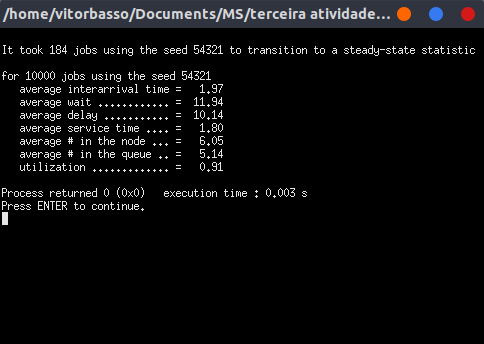 /home/vitorbasso/Documents/MS/terceira atividade...
It took 184 jobs using the seed 54321 to transition to a steady-state statistic
for 10000 jobs using the seed 54321
average interarrival time = 1.97
average wait ............ = 11.94
average delay ........... = 10.14
average service time .... = 1.80
average # in the node ... = 6.05
average # in the queue .. = 5.14
utilization ............. = 0.91
Process returned 0 (0x0) execution time : 0.003 s
Press ENTER to continue.